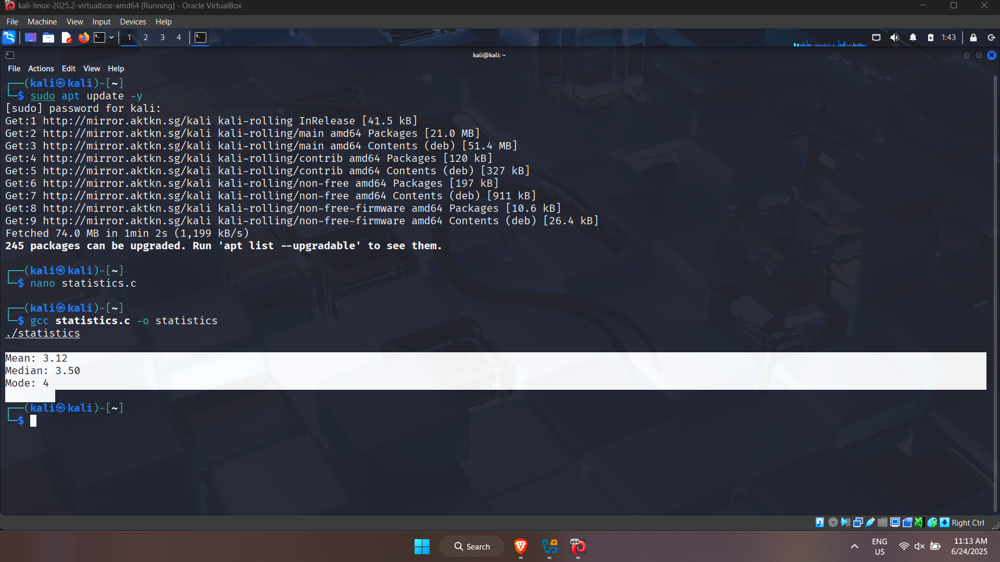 kali-linux-2025.2-virtualbox-amd64 [Running] - Oracle VirtualBox
File Machine View Input Devices Help
1 2 3 4 1:43
kali@kali: ~
File Actions Edit View Help
┌──(kali㉿kali)-[~]
└─$ sudo apt update -y
[sudo] password for kali:
Get:1 http://mirror.aktkn.sg/kali kali-rolling InRelease [41.5 kB]
Get:2 http://mirror.aktkn.sg/kali kali-rolling/main amd64 Packages [21.0 MB]
Get:3 http://mirror.aktkn.sg/kali kali-rolling/main amd64 Contents (deb) [51.4 MB]
Get:4 http://mirror.aktkn.sg/kali kali-rolling/contrib amd64 Packages [120 kB]
Get:5 http://mirror.aktkn.sg/kali kali-rolling/contrib amd64 Contents (deb) [327 kB]
Get:6 http://mirror.aktkn.sg/kali kali-rolling/non-free amd64 Packages [197 kB]
Get:7 http://mirror.aktkn.sg/kali kali-rolling/non-free amd64 Contents (deb) [911 kB]
Get:8 http://mirror.aktkn.sg/kali kali-rolling/non-free-firmware amd64 Packages [10.6 kB]
Get:9 http://mirror.aktkn.sg/kali kali-rolling/non-free-firmware amd64 Contents (deb) [26.4 kB]
Fetched 74.0 MB in 1min 2s (1,199 kB/s)
245 packages can be upgraded. Run 'apt list --upgradable' to see them.
┌──(kali㉿kali)-[~]
└─$ nano statistics.c
┌──(kali㉿kali)-[~]
└─$ gcc statistics.c -o statistics
./statistics
Mean: 3.12
Median: 3.50
Mode: 4
┌──(kali㉿kali)-[~]
└─$
Right Ctrl
Search
x64
ENG
US
11:13 AM
6/24/2025